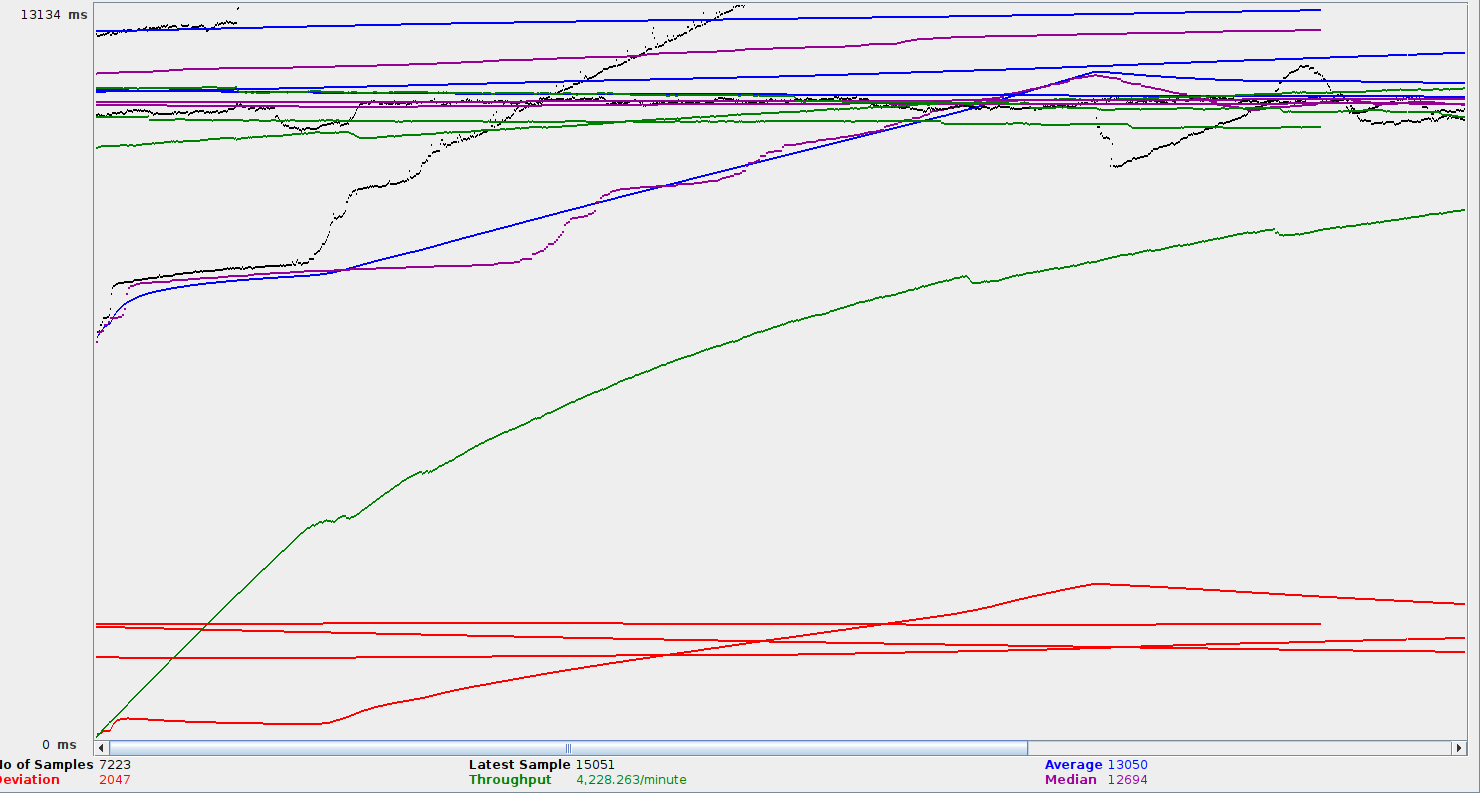 13134 ms
0 ms
lo of Samples 7223
Latest Sample 15051
Average 13050
Deviation 2047
Throughput 4,228.263/minute
Median 12694